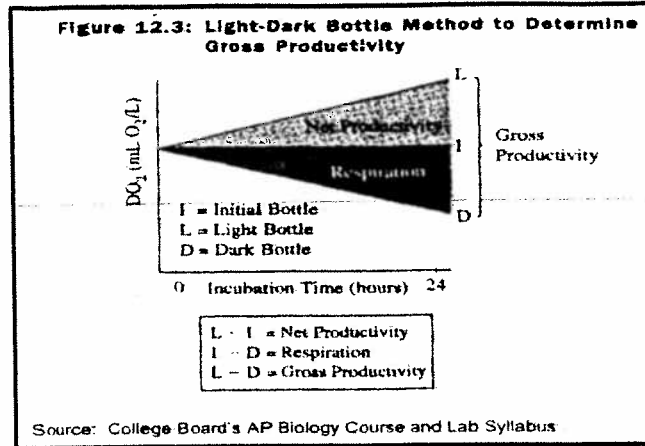 Figure 12.3: Light-Dark Bottle Method to Determine
Gross Productivity
DO₂ (mL O₂/L)
L
Net Productivity
I
Gross
Productivity
Respiration
D
I = Initial Bottle
L = Light Bottle
D = Dark Bottle
0 Incubation Time (hours) 24
L - I = Net Productivity
I - D = Respiration
L - D = Gross Productivity
Source: College Board's AP Biology Course and Lab Syllabus